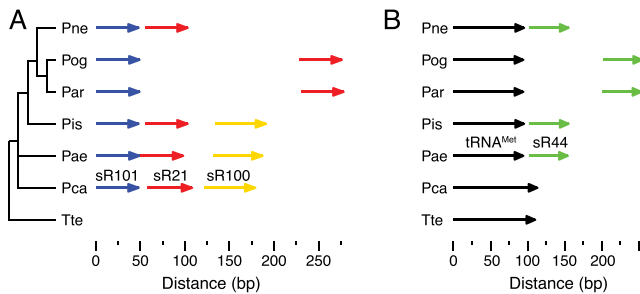 A
Pne
Pog
Par
Pis
Pae
Pca
Tte
sR101 sR21 sR100
0 50 100 150 200 250
Distance (bp)
B
Pne
Pog
Par
Pis
Pae
Pca
Tte
tRNAMet sR44
0 50 100 150 200
Distance (bp)